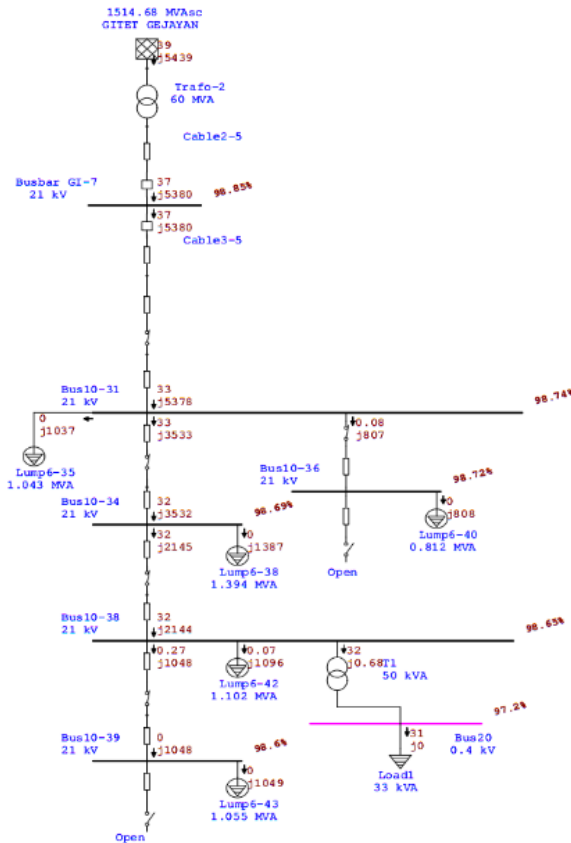 1514.68 MVAsc
GITET GEJAYAN
39
j5439
Trafo-2
60 MVA
Cable2-5
Busbar GI-7
21 kV
37
j5380
98.85%
37
j5380
Cable3-5
Bus10-31
21 kV
33
j5378
98.74%
0
j1037
33
j3533
0.08
j807
Lump6-35
1.043 MVA
Bus10-36
21 kV
98.72%
Bus10-34
21 kV
32
j3532
98.69%
0
j808
Lump6-40
0.812 MVA
32
j2145
0
j1387
Lump6-38
1.394 MVA
Open
Bus10-38
21 kV
32
j2144
98.65%
0.27
j1048
0.07
j1096
32
j0.68
T1
50 kVA
Lump6-42
1.102 MVA
97.2%
Bus10-39
21 kV
0
j1048
98.6%
31
j0
Bus20
0.4 kV
0
j1049
Load1
33 kVA
Lump6-43
1.055 MVA
Open